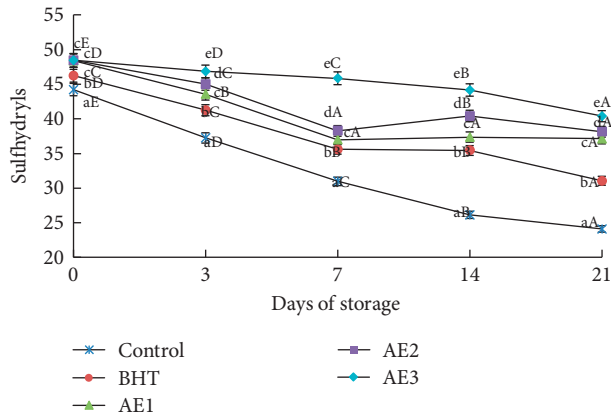 55
50
45
40
35
30
25
20
Sulfhydryls
cE
cD
cC
bD
aE
eD
dC
cB
bC
aD
eC
dA
cA
bB
aC
eB
dB
cA
bB
aB
eA
dA
cA
bA
aA
0 3 7 14 21
Days of storage
Control AE2
BHT AE3
AE1